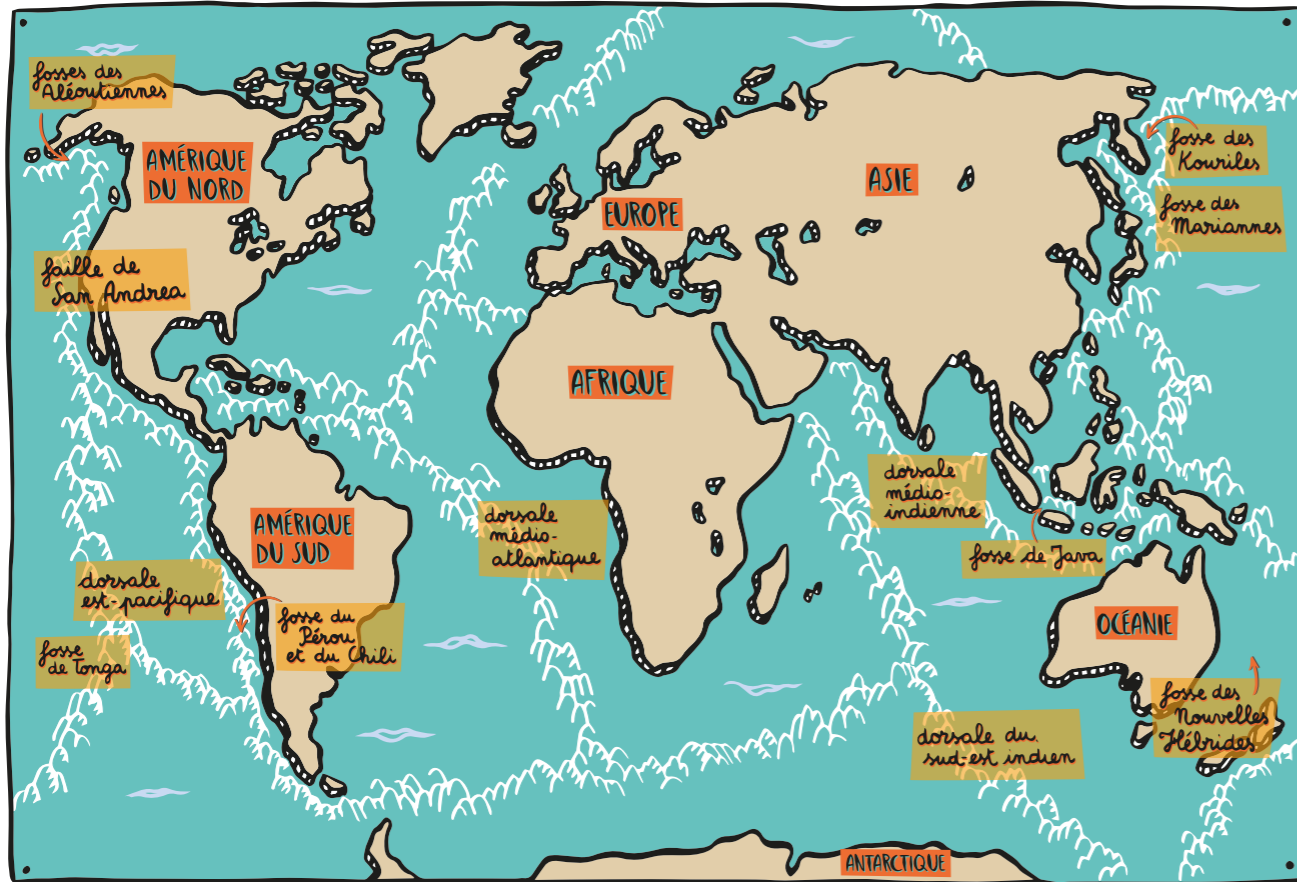 fosses des
Aléoutiennes
AMÉRIQUE
DU NORD
faille de
San Andrea
EUROPE
ASIE
fosse des
Kouriles
fosse des
Mariannes
AFRIQUE
AMÉRIQUE
DU SUD
dorsale
médio-
atlantique
dorsale
médio-
indienne
fosse de Java
dorsale
est-pacifique
fosse
de Tonga
fosse du
Pérou
et du Chili
OCÉANIE
fosse des
Nouvelles
Hébrides
dorsale du
sud-est indien
ANTARCTIQUE